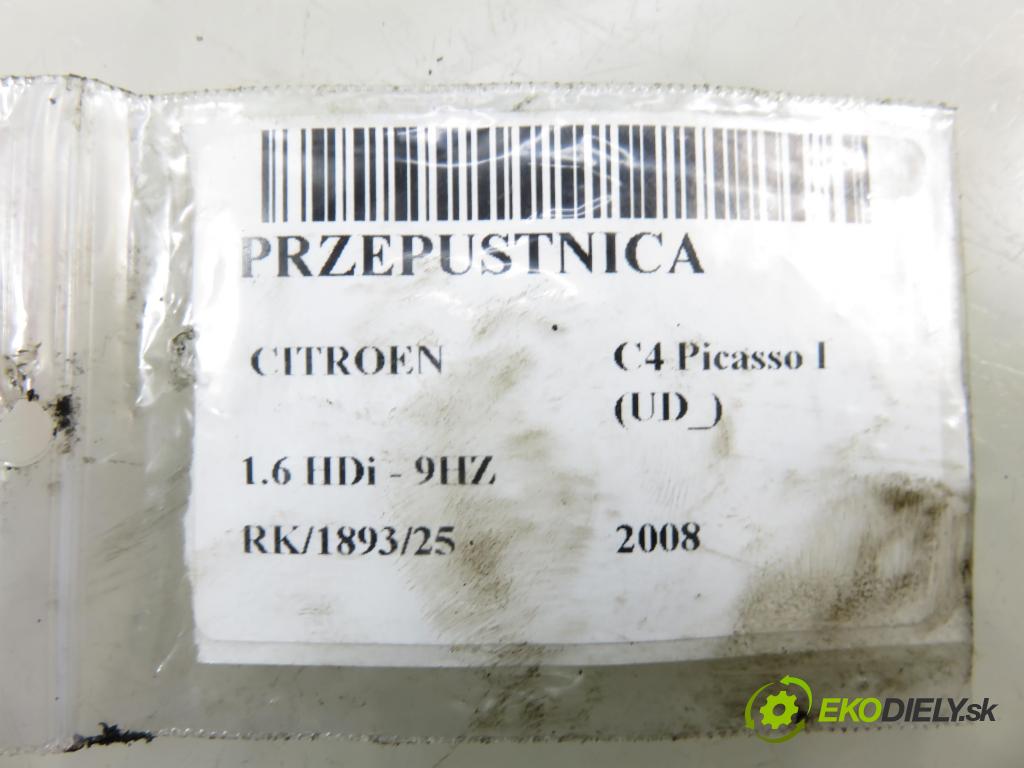 PRZEPUSTNICA
CITROEN C4 Picasso I
(UD_)
1.6 HDi - 9HZ
RK/1893/25 2008
EKODIELY.sk